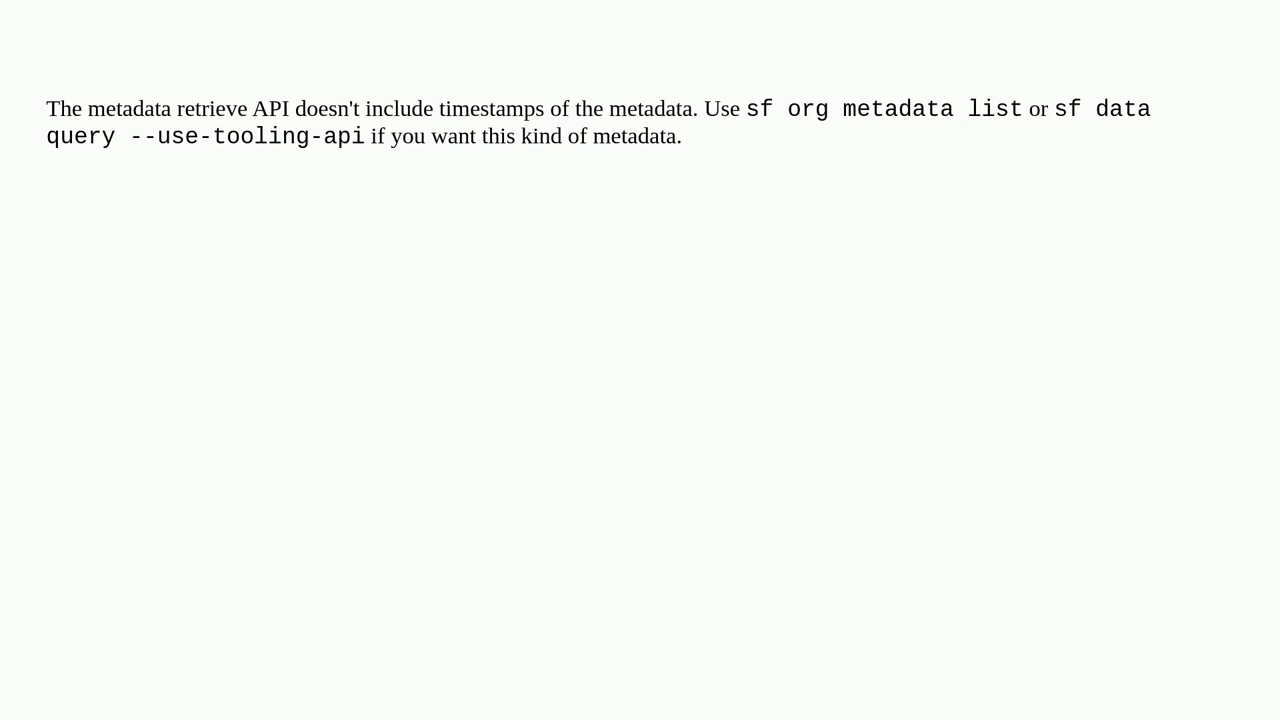 The metadata retrieve API doesn't include timestamps of the metadata. Use sf org metadata list or sf data
query --use-tooling-api if you want this kind of metadata.